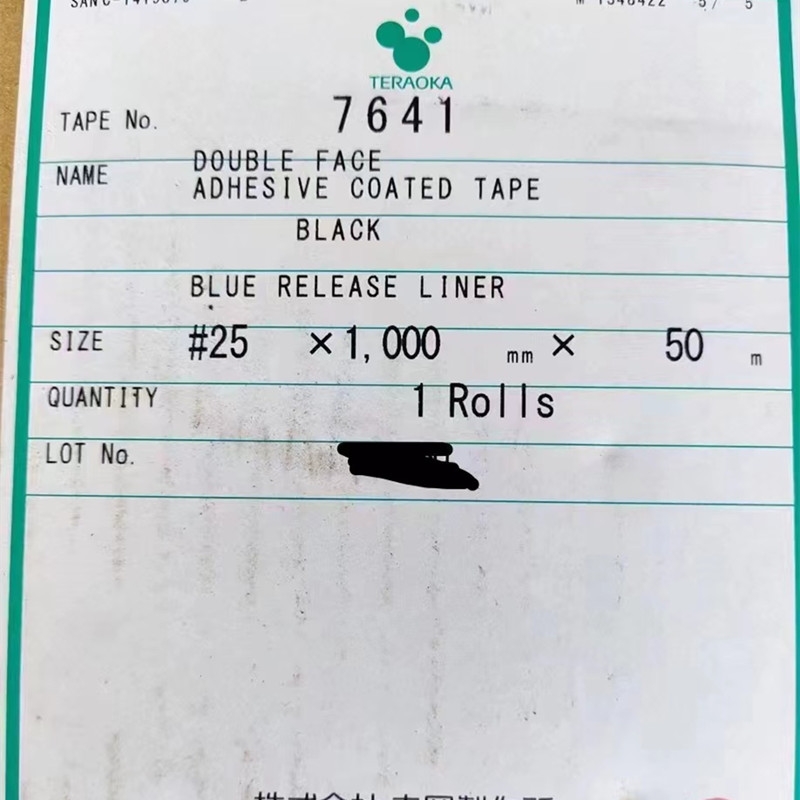 TERAOKA
TAPE No. 7641
NAME DOUBLE FACE
ADHESIVE COATED TAPE
BLACK
BLUE RELEASE LINER
SIZE #25 ×1,000 mm × 50 m
QUANTITY 1 Rolls
LOT No.